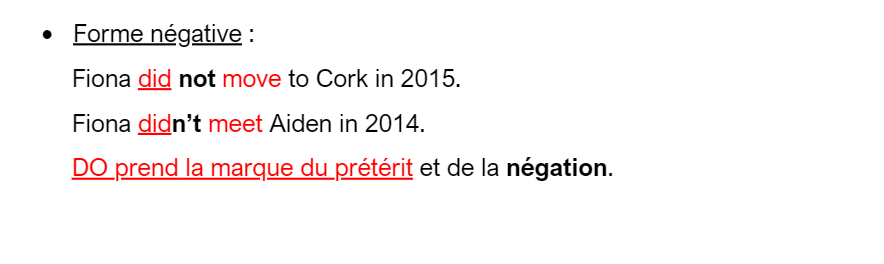 • Forme négative :
Fiona did not move to Cork in 2015.
Fiona didn’t meet Aiden in 2014.
DO prend la marque du prétérit et de la négation.